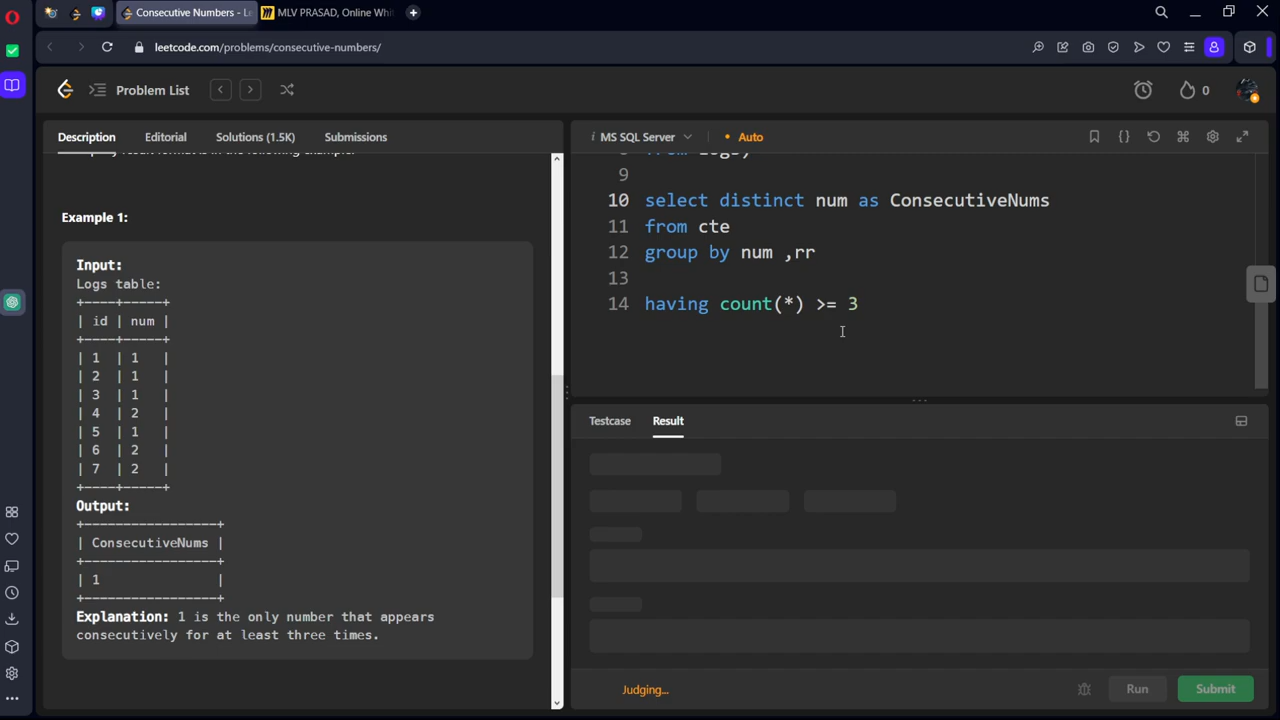 Consecutive Numbers - Le
MLV PRASAD, Online Whit
leetcode.com/problems/consecutive-numbers/
Problem List
0
Description
Editorial
Solutions (1.5K)
Submissions
Example 1:
Input:
Logs table:
+----+-----+
| id | num |
+----+-----+
| 1 | 1 |
| 2 | 1 |
| 3 | 1 |
| 4 | 2 |
| 5 | 1 |
| 6 | 2 |
| 7 | 2 |
+----+-----+
Output:
+-----------------+
| ConsecutiveNums |
+-----------------+
| 1 |
+-----------------+
Explanation: 1 is the only number that appears
consecutively for at least three times.
i MS SQL Server
• Auto
9
10 select distinct num as ConsecutiveNums
11 from cte
12 group by num ,rr
13
14 having count(*) >= 3
Testcase
Result
Judging...
Run
Submit